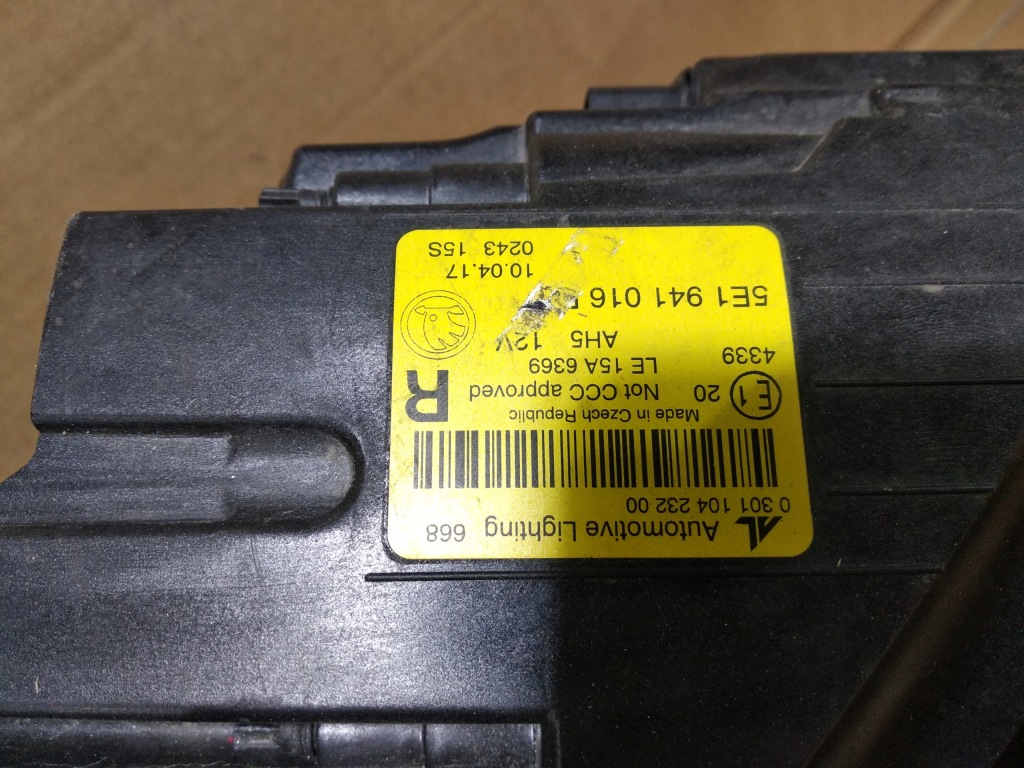 Automotive Lighting 668
0 301 104 232 00
Made in Czech Republic
E1 20 Not CCC approved R
LE 15A 6369
4339
AH5 12V
5E1 941 016
10.04.17
0243 15S